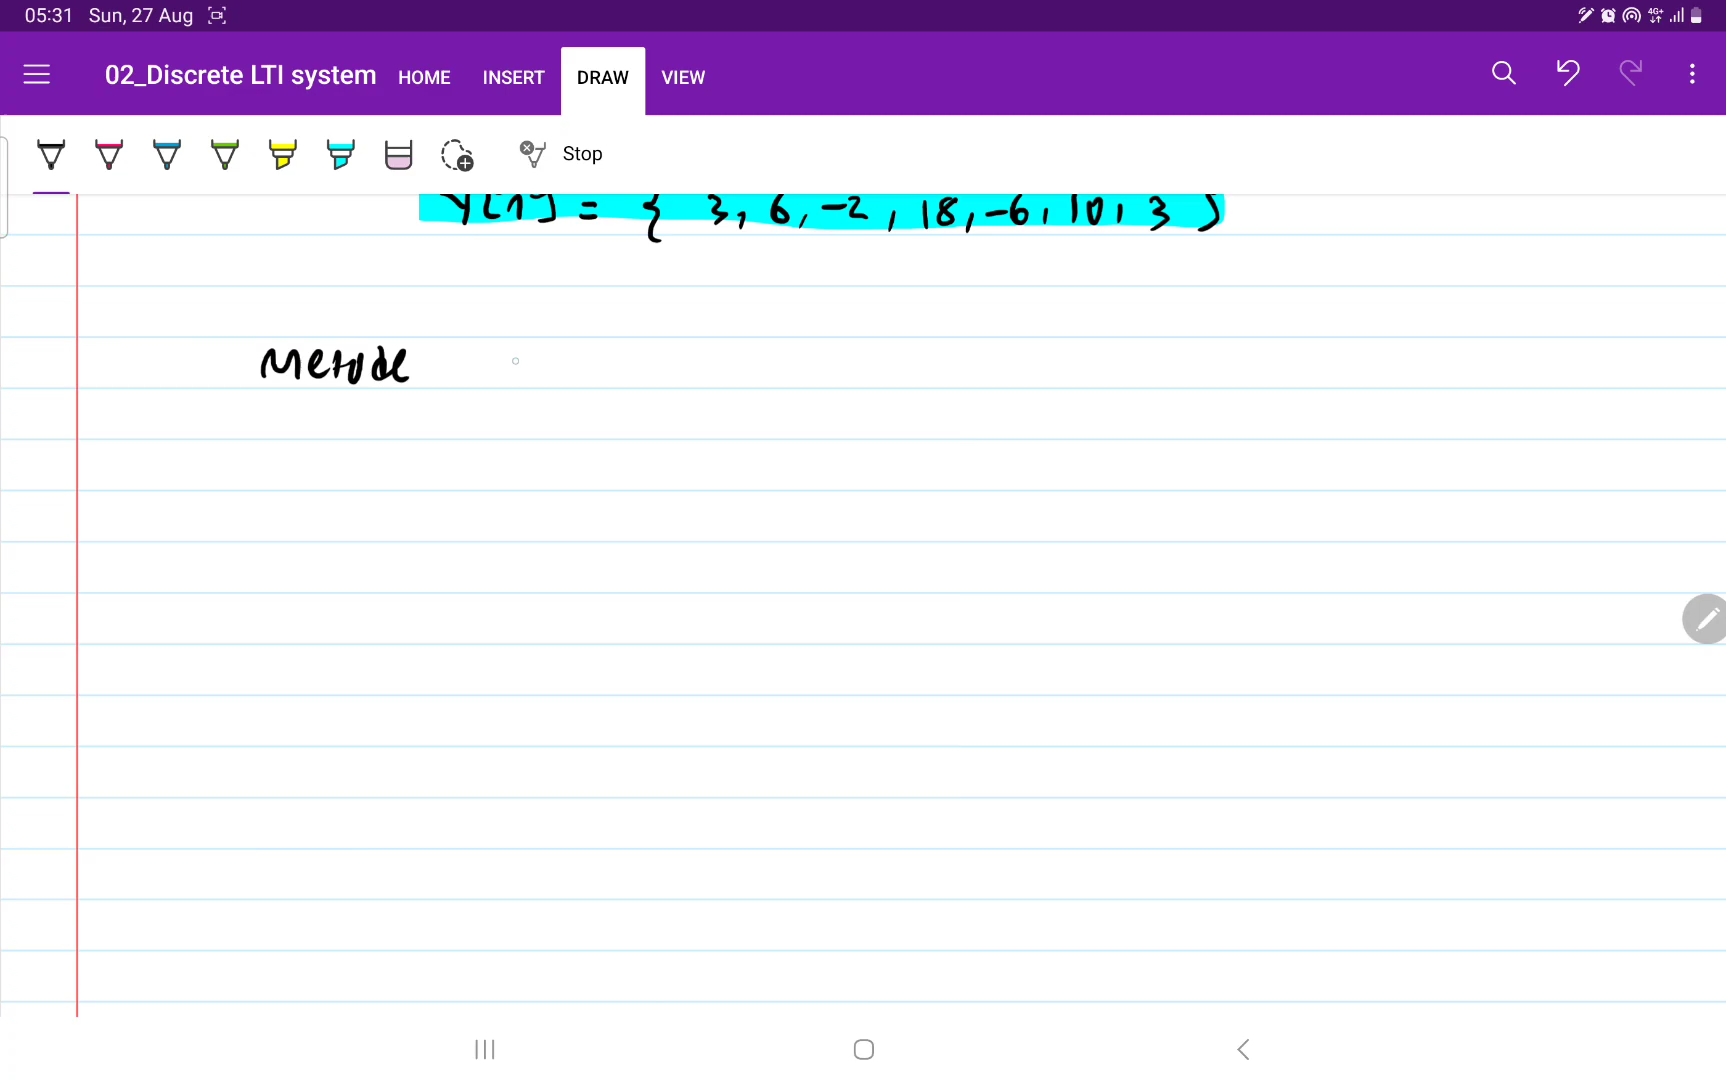 05:31 Sun, 27 Aug
4G+
02_Discrete LTI system HOME INSERT DRAW VIEW
Stop
y[n] = { 3, 6, -2, 18, -6, 10, 3 }
Metode